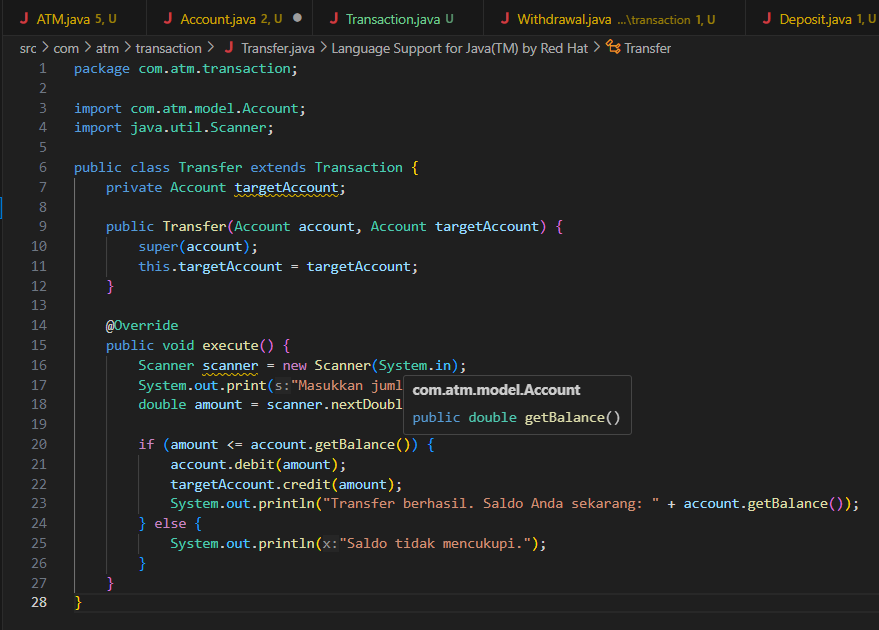 J ATM.java 5, U J Account.java 2, U J Transaction.java U J Withdrawal.java ...\transaction 1, U J Deposit.java 1, U
src > com > atm > transaction > J Transfer.java > Language Support for Java(TM) by Red Hat > Transfer
1 package com.atm.transaction;
2
3 import com.atm.model.Account;
4 import java.util.Scanner;
5
6 public class Transfer extends Transaction {
7 private Account targetAccount;
8
9 public Transfer(Account account, Account targetAccount) {
10 super(account);
11 this.targetAccount = targetAccount;
12 }
13
14 @Override
15 public void execute() {
16 Scanner scanner = new Scanner(System.in);
17 System.out.print(s:"Masukkan juml
com.atm.model.Account
18 double amount = scanner.nextDoubl
public double getBalance()
19
20 if (amount <= account.getBalance()) {
21 account.debit(amount);
22 targetAccount.credit(amount);
23 System.out.println("Transfer berhasil. Saldo Anda sekarang: " + account.getBalance());
24 } else {
25 System.out.println(x:"Saldo tidak mencukupi.");
26 }
27 }
28 }